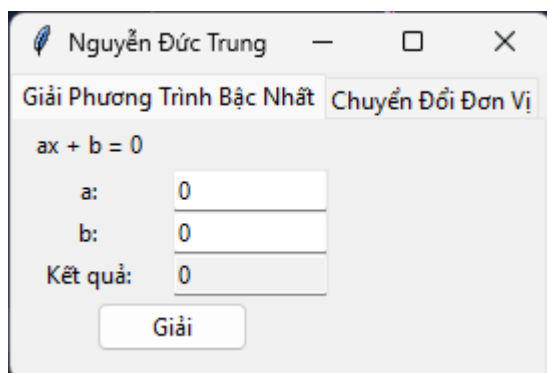 Nguyễn Đức Trung
Giải Phương Trình Bậc Nhất Chuyển Đổi Đơn Vị
ax + b = 0
a: 0
b: 0
Kết quả: 0
Giải